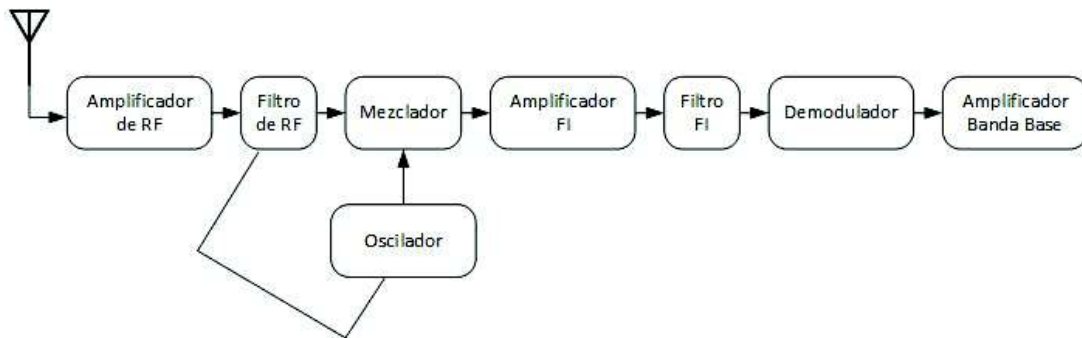 Amplificador
de RF
Filtro
de RF
Mezclador
Amplificador
FI
Filtro
FI
Demodulador
Amplificador
Banda Base
Oscilador